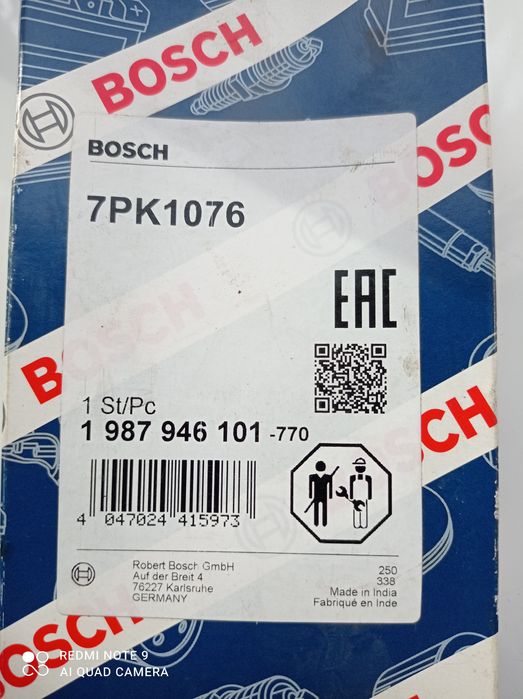 BOSCH
BOSCH
BOSCH
7PK1076
EAC
BOSCH
1 St/Pc
1 987 946 101 -770
4 047024 415973
Robert Bosch GmbH
Auf der Breit 4
76227 Karlsruhe
GERMANY
250
338
Made in India
Fabriqué en Inde
BOSCH
BOSCH
REDMI NOTE 9
AI QUAD CAMERA